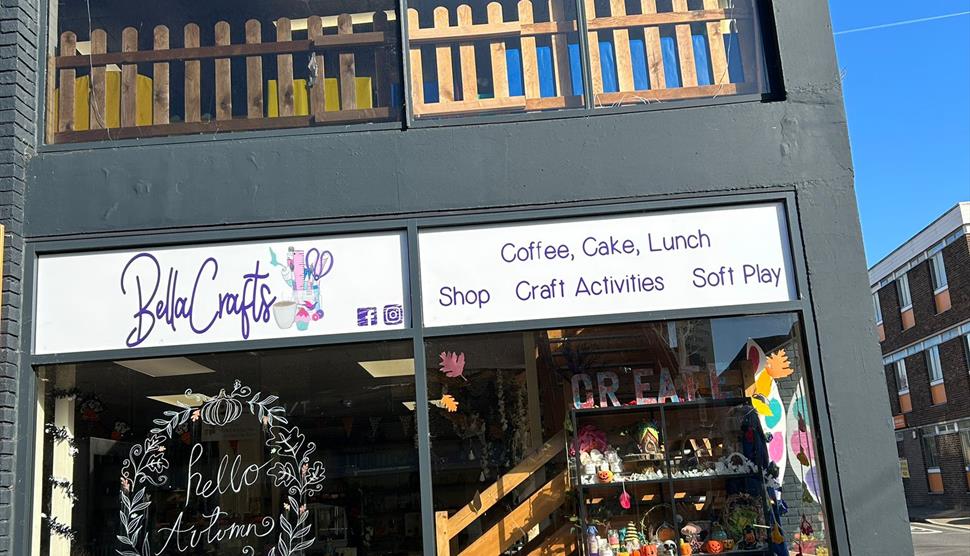 BellaCrafts
Coffee, Cake, Lunch
Shop Craft Activities Soft Play
CREATE
hello
Autumn